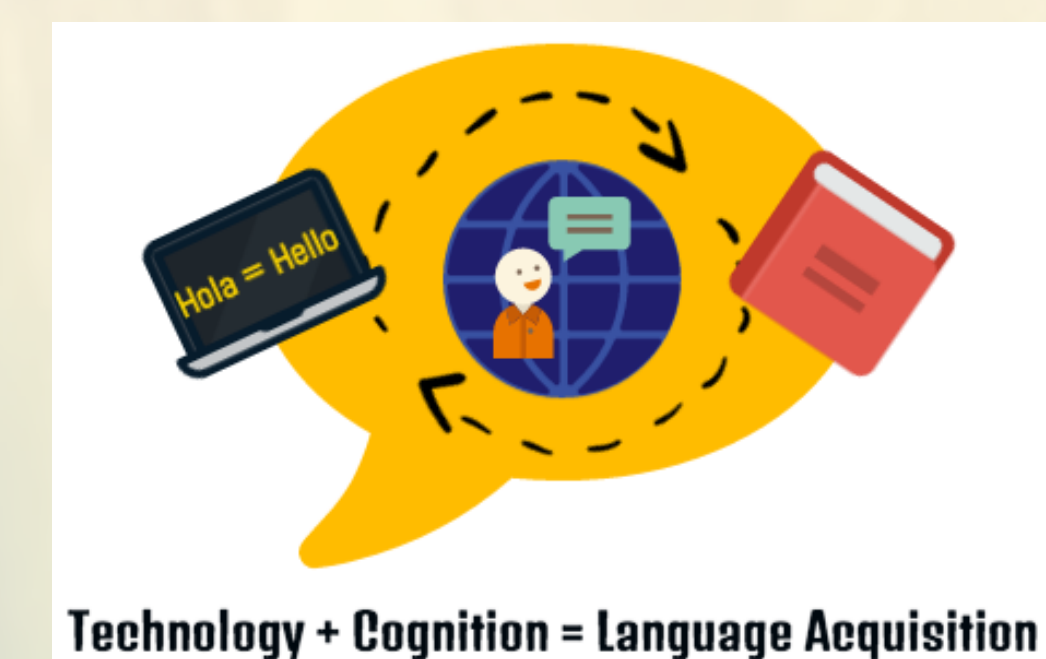 Hola = Hello
Technology + Cognition = Language Acquisition